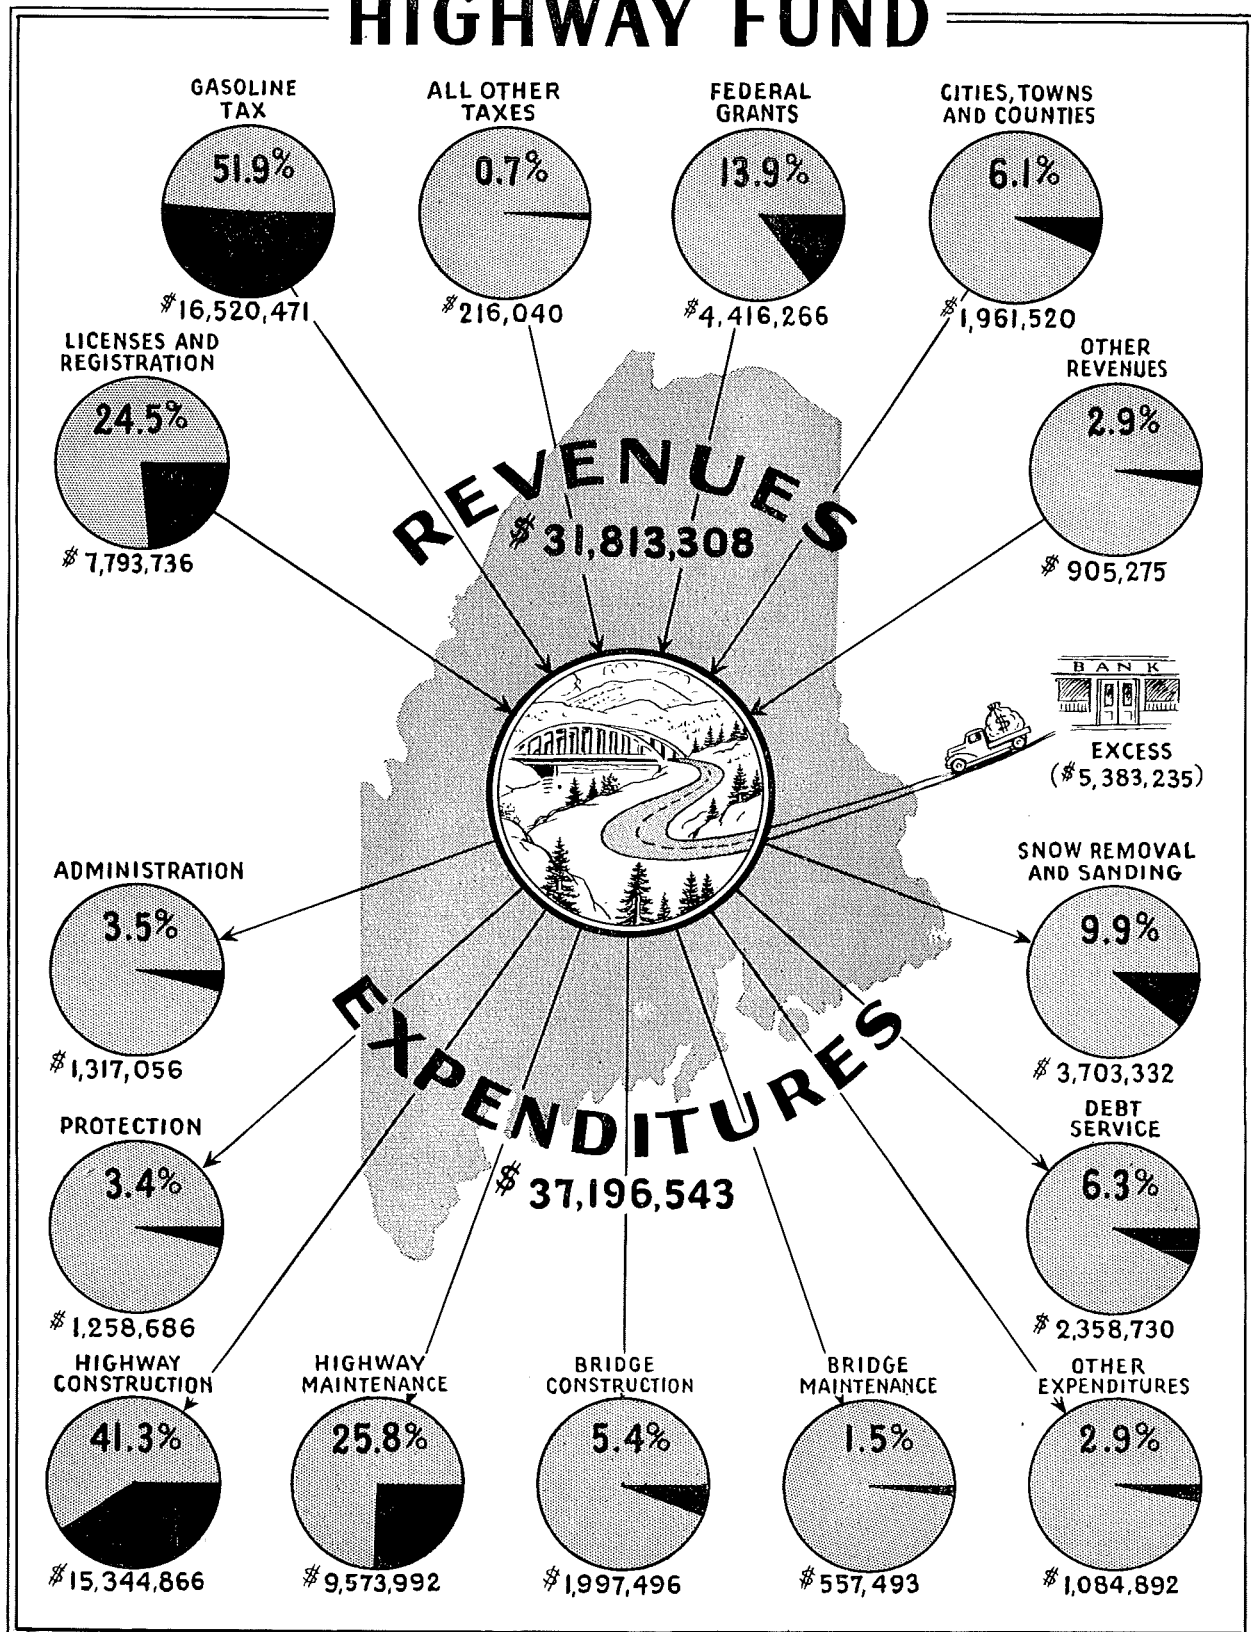 HIGHWAY FUND
GASOLINE
TAX
51.9%
$16,520,471
ALL OTHER
TAXES
0.7%
$216,040
FEDERAL
GRANTS
13.9%
$4,416,266
CITIES, TOWNS
AND COUNTIES
6.1%
$1,961,520
LICENSES AND
REGISTRATION
24.5%
$7,793,736
OTHER
REVENUES
2.9%
$905,275
REVENUES
$31,813,308
BANK
$
EXCESS
($5,383,235)
ADMINISTRATION
3.5%
$1,317,056
SNOW REMOVAL
AND SANDING
9.9%
$3,703,332
EXPENDITURES
$37,196,543
PROTECTION
3.4%
$1,258,686
DEBT
SERVICE
6.3%
$2,358,730
HIGHWAY
CONSTRUCTION
41.3%
$15,344,866
HIGHWAY
MAINTENANCE
25.8%
$9,573,992
BRIDGE
CONSTRUCTION
5.4%
$1,997,496
BRIDGE
MAINTENANCE
1.5%
$557,493
OTHER
EXPENDITURES
2.9%
$1,084,892